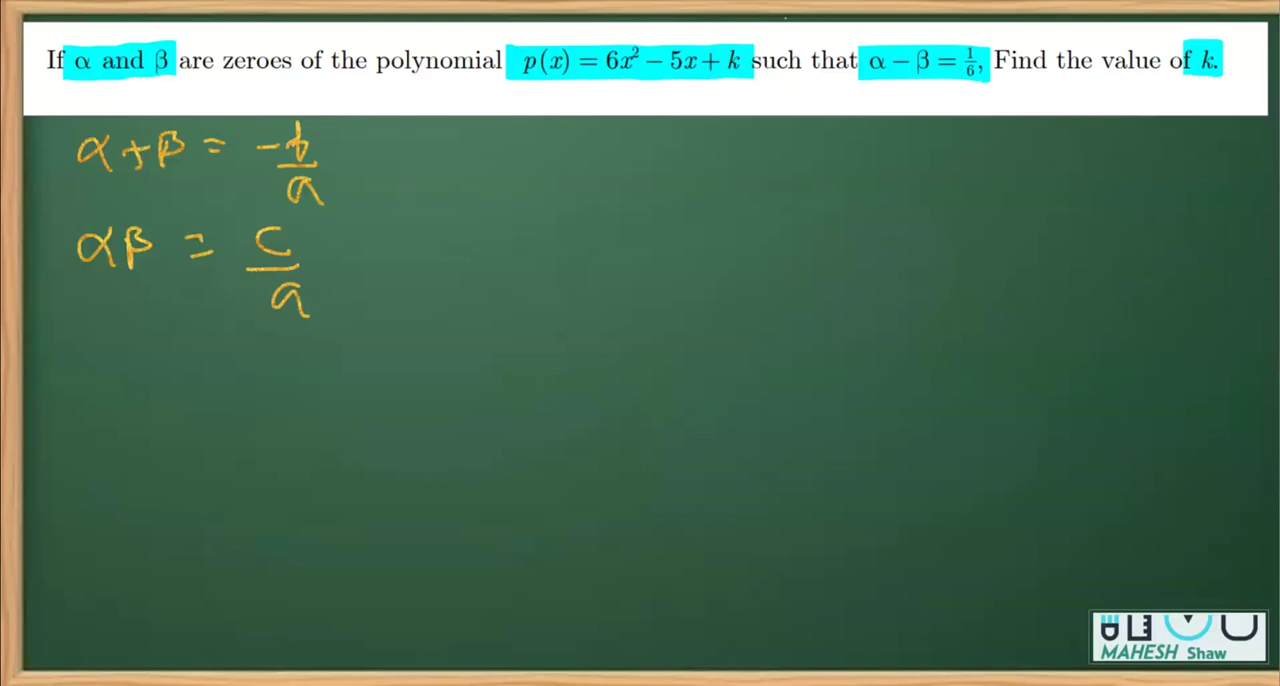 If α and β are zeroes of the polynomial p(x) = 6x² − 5x + k such that α − β = 1/6, Find the value of k.
α + β = -b/a
αβ = c/a
MAHESH Shaw